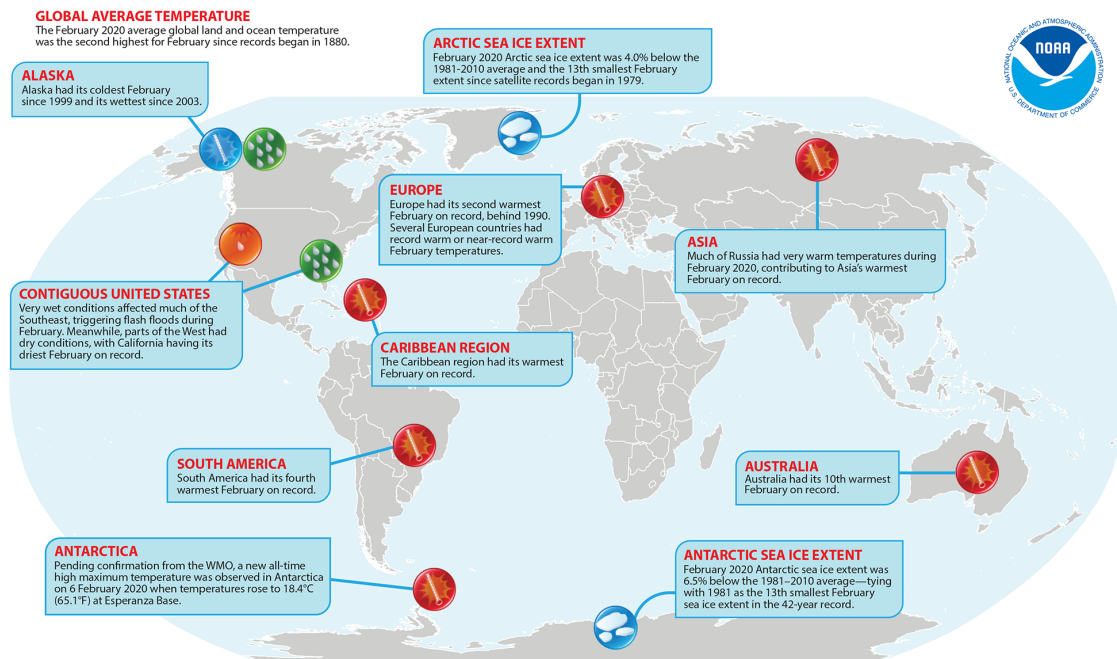 GLOBAL AVERAGE TEMPERATURE
The February 2020 average global land and ocean temperature
was the second highest for February since records began in 1880.
ARCTIC SEA ICE EXTENT
February 2020 Arctic sea ice extent was 4.0% below the
1981-2010 average and the 13th smallest February
extent since satellite records began in 1979.
NATIONAL OCEANIC AND ATMOSPHERIC ADMINISTRATION
NOAA
U.S. DEPARTMENT OF COMMERCE
ALASKA
Alaska had its coldest February
since 1999 and its wettest since 2003.
EUROPE
Europe had its second warmest
February on record, behind 1990.
Several European countries had
record warm or near-record warm
February temperatures.
ASIA
Much of Russia had very warm temperatures during
February 2020, contributing to Asia's warmest
February on record.
CONTIGUOUS UNITED STATES
Very wet conditions affected much of the
Southeast, triggering flash floods during
February. Meanwhile, parts of the West had
dry conditions, with California having its
driest February on record.
CARIBBEAN REGION
The Caribbean region had its warmest
February on record.
SOUTH AMERICA
South America had its fourth
warmest February on record.
AUSTRALIA
Australia had its 10th warmest
February on record.
ANTARCTICA
Pending confirmation from the WMO, a new all-time
high maximum temperature was observed in Antarctica
on 6 February 2020 when temperatures rose to 18.4°C
(65.1°F) at Esperanza Base.
ANTARCTIC SEA ICE EXTENT
February 2020 Antarctic sea ice extent was
6.5% below the 1981–2010 average—tying
with 1981 as the 13th smallest February
sea ice extent in the 42-year record.